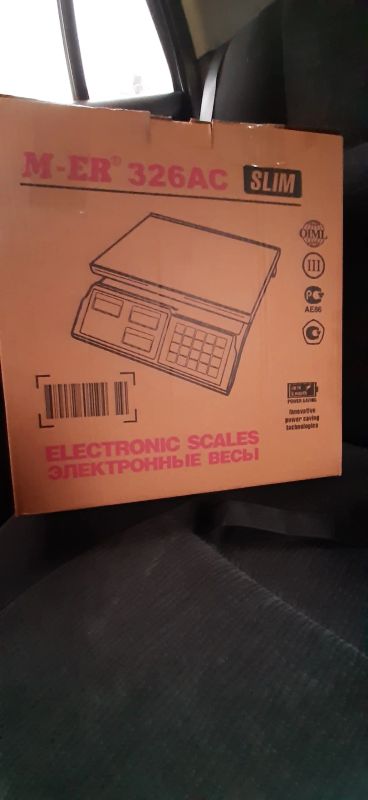 M-ER® 326AC SLIM
OIML
III
AE86
POWER SAVING
Innovative
power saving
technologies
ELECTRONIC SCALES
ЭЛЕКТРОННЫЕ ВЕСЫ